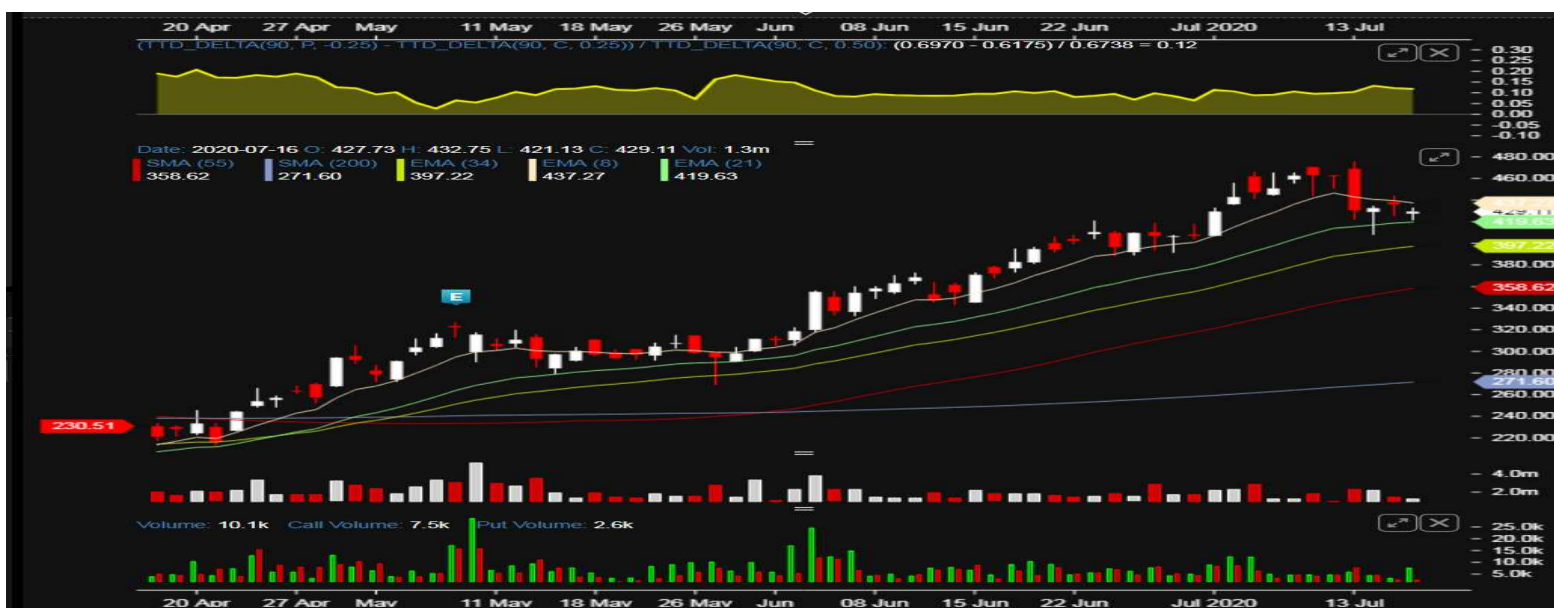 20 Apr 27 Apr May 11 May 18 May 26 May Jun 08 Jun 15 Jun 22 Jun Jul 2020 13 Jul
(TTD_DELTA(90, P, -0.25) - TTD_DELTA(90, C, 0.25)) / TTD_DELTA(90, C, 0.50): (0.6970 - 0.6175) / 0.6738 = 0.12
0.30
0.25
0.20
0.15
0.10
0.05
0.00
-0.05
-0.10
Date: 2020-07-16 O: 427.73 H: 432.75 L: 421.13 C: 429.11 Vol: 1.3m
SMA (55) SMA (200) EMA (34) EMA (8) EMA (21)
358.62 271.60 397.22 437.27 419.63
480.00
460.00
437.27
429.11
419.63
397.22
380.00
358.62
340.00
320.00
300.00
280.00
271.60
260.00
240.00
220.00
E
230.51
4.0m
2.0m
Volume: 10.1k Call Volume: 7.5k Put Volume: 2.6k
25.0k
20.0k
15.0k
10.0k
5.0k
20 Apr 27 Apr May 11 May 18 May 26 May Jun 08 Jun 15 Jun 22 Jun Jul 2020 13 Jul